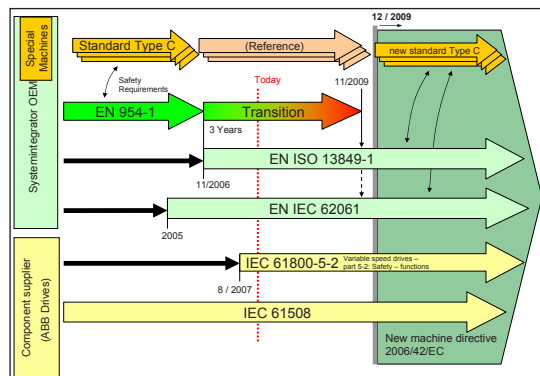 12 / 2009
Special
Machines
Standard Type C
(Reference)
new standard Type C
Systemintegrator OEM
Safety
Requirements
Today
11/2009
EN 954-1
Transition
3 Years
EN ISO 13849-1
11/2006
EN IEC 62061
2005
Component supplier
(ABB Drives)
IEC 61800-5-2
Variable speed drives –
part 5-2: Safety – functions
8 / 2007
IEC 61508
New machine directive
2006/42/EC